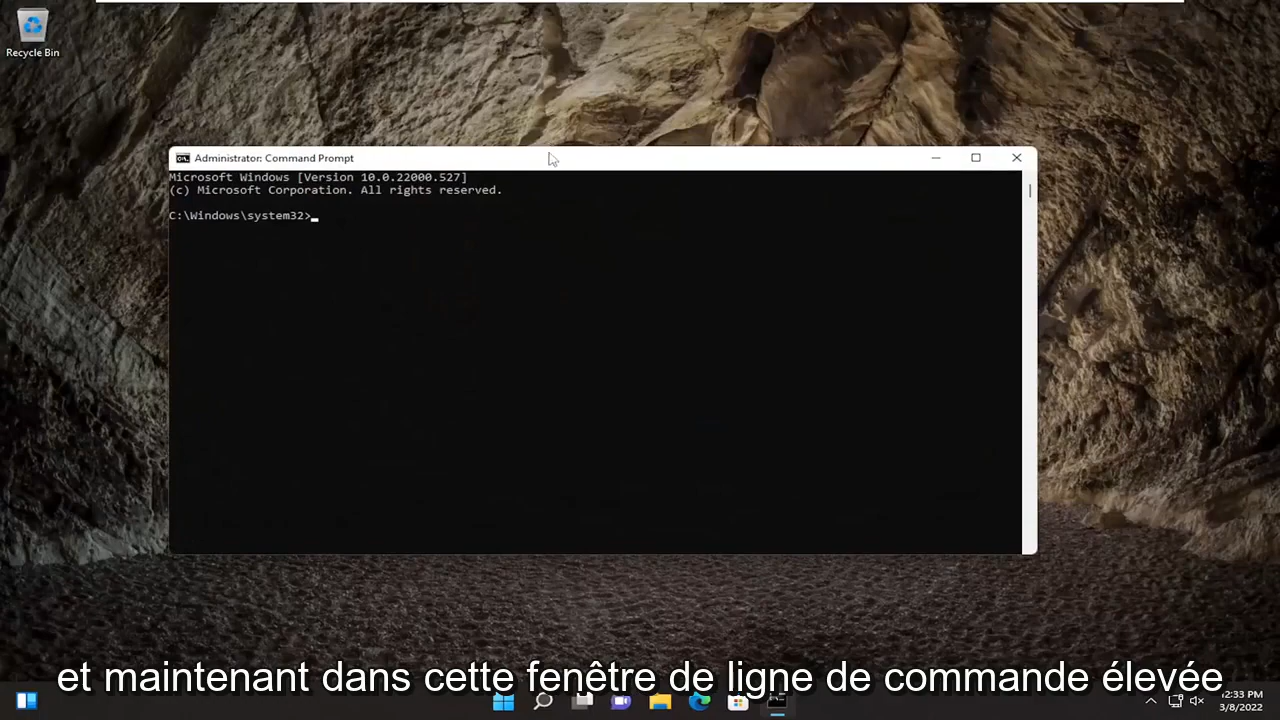 Recycle Bin
Administrator: Command Prompt
Microsoft Windows [Version 10.0.22000.527]
(c) Microsoft Corporation. All rights reserved.
C:\Windows\system32>
et maintenant dans cette fenêtre de ligne de commande élevée
12:33 PM
3/8/2022